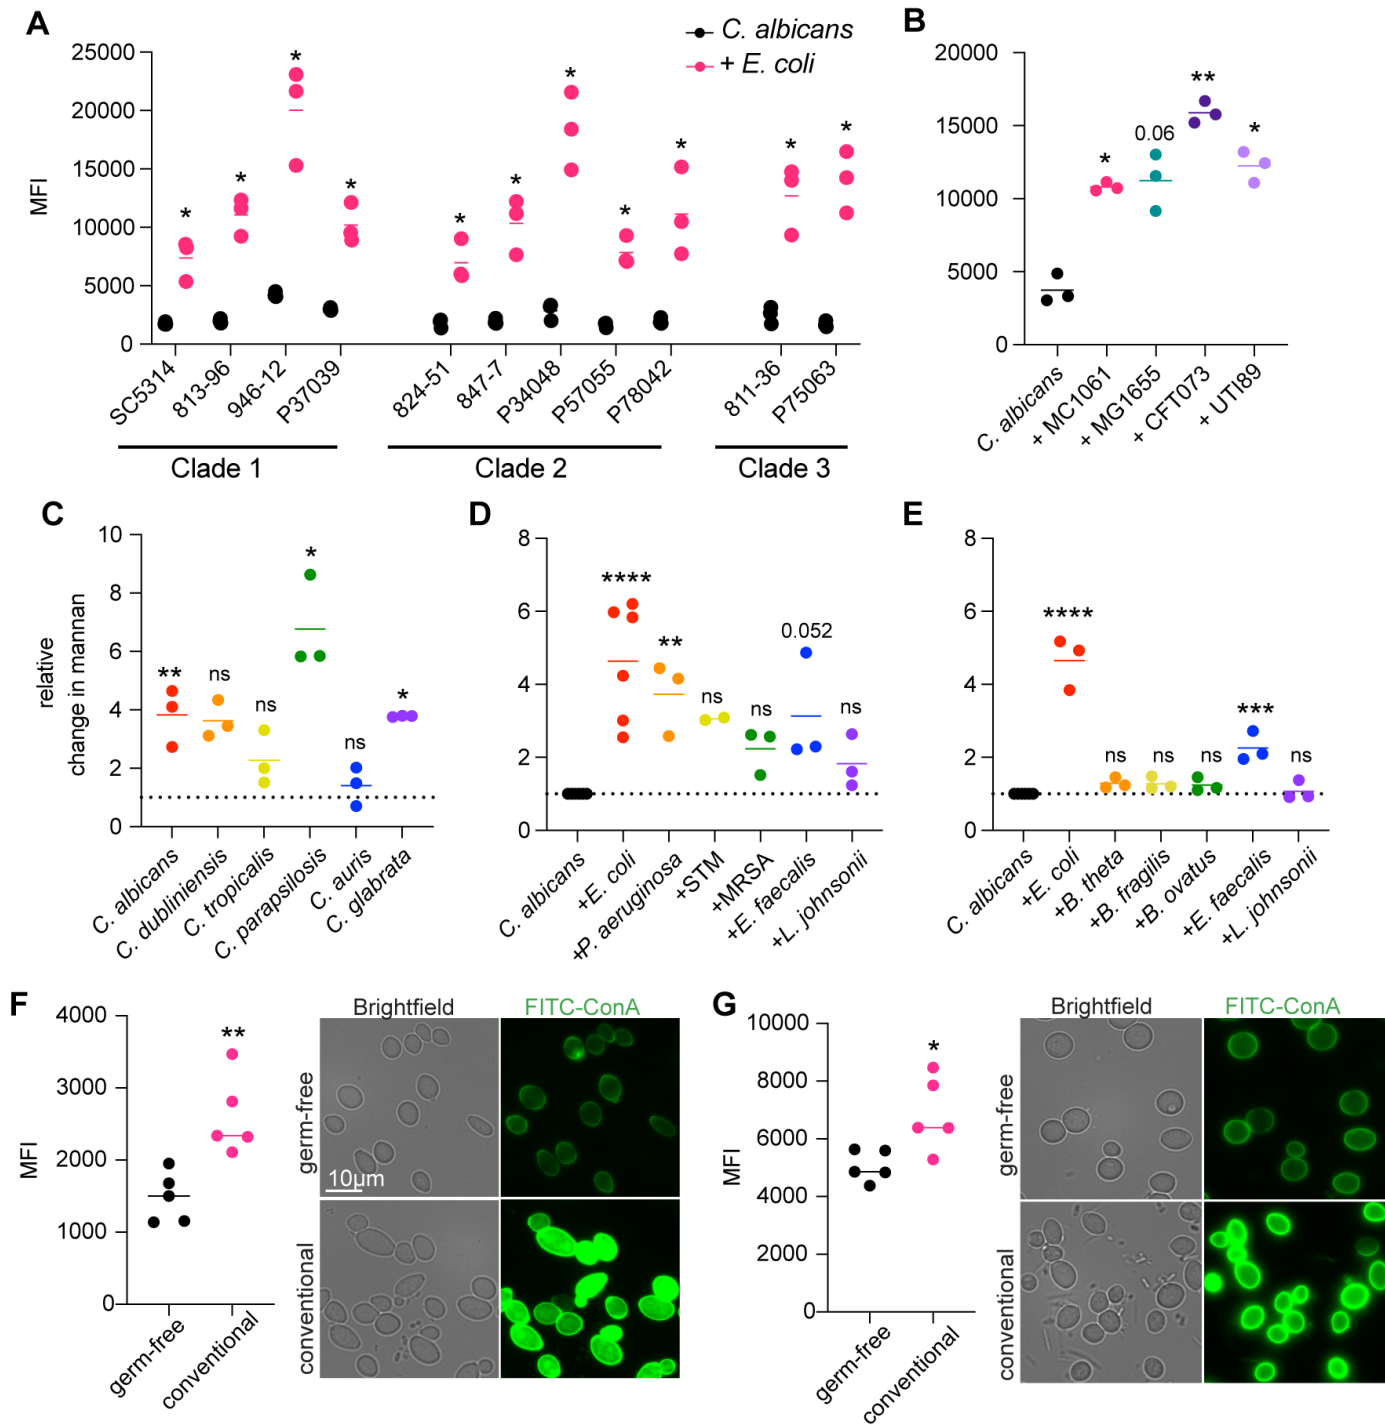 A
C. albicans
+ E. coli
MFI
25000
20000
15000
10000
5000
0
* * * * * * * * * * *
SC5314
813-96
946-12
P37039
824-51
847-7
P34048
P57055
P78042
811-36
P75063
Clade 1
Clade 2
Clade 3
B
20000
15000
10000
5000
0
*
0.06
**
*
C. albicans
+ MC1061
+ MG1655
+ CFT073
+ UTI89
C
relative
change in mannan
10
8
6
4
2
0
**
ns
ns
*
ns
*
C. albicans
C. dubliniensis
C. tropicalis
C. parapsilosis
C. auris
C. glabrata
D
8
6
4
2
0
****
**
ns
ns
0.052
ns
C. albicans
+E. coli
+P. aeruginosa
+STM
+MRSA
+E. faecalis
+L. johnsonii
E
8
6
4
2
0
****
ns
ns
ns
***
ns
C. albicans
+E. coli
+B. theta
+B. fragilis
+B. ovatus
+E. faecalis
+L. johnsonii
F
MFI
4000
3000
2000
1000
0
**
germ-free
conventional
Brightfield
FITC-ConA
germ-free
10µm
conventional
G
MFI
10000
8000
6000
4000
2000
0
*
germ-free
conventional
Brightfield
FITC-ConA
germ-free
conventional